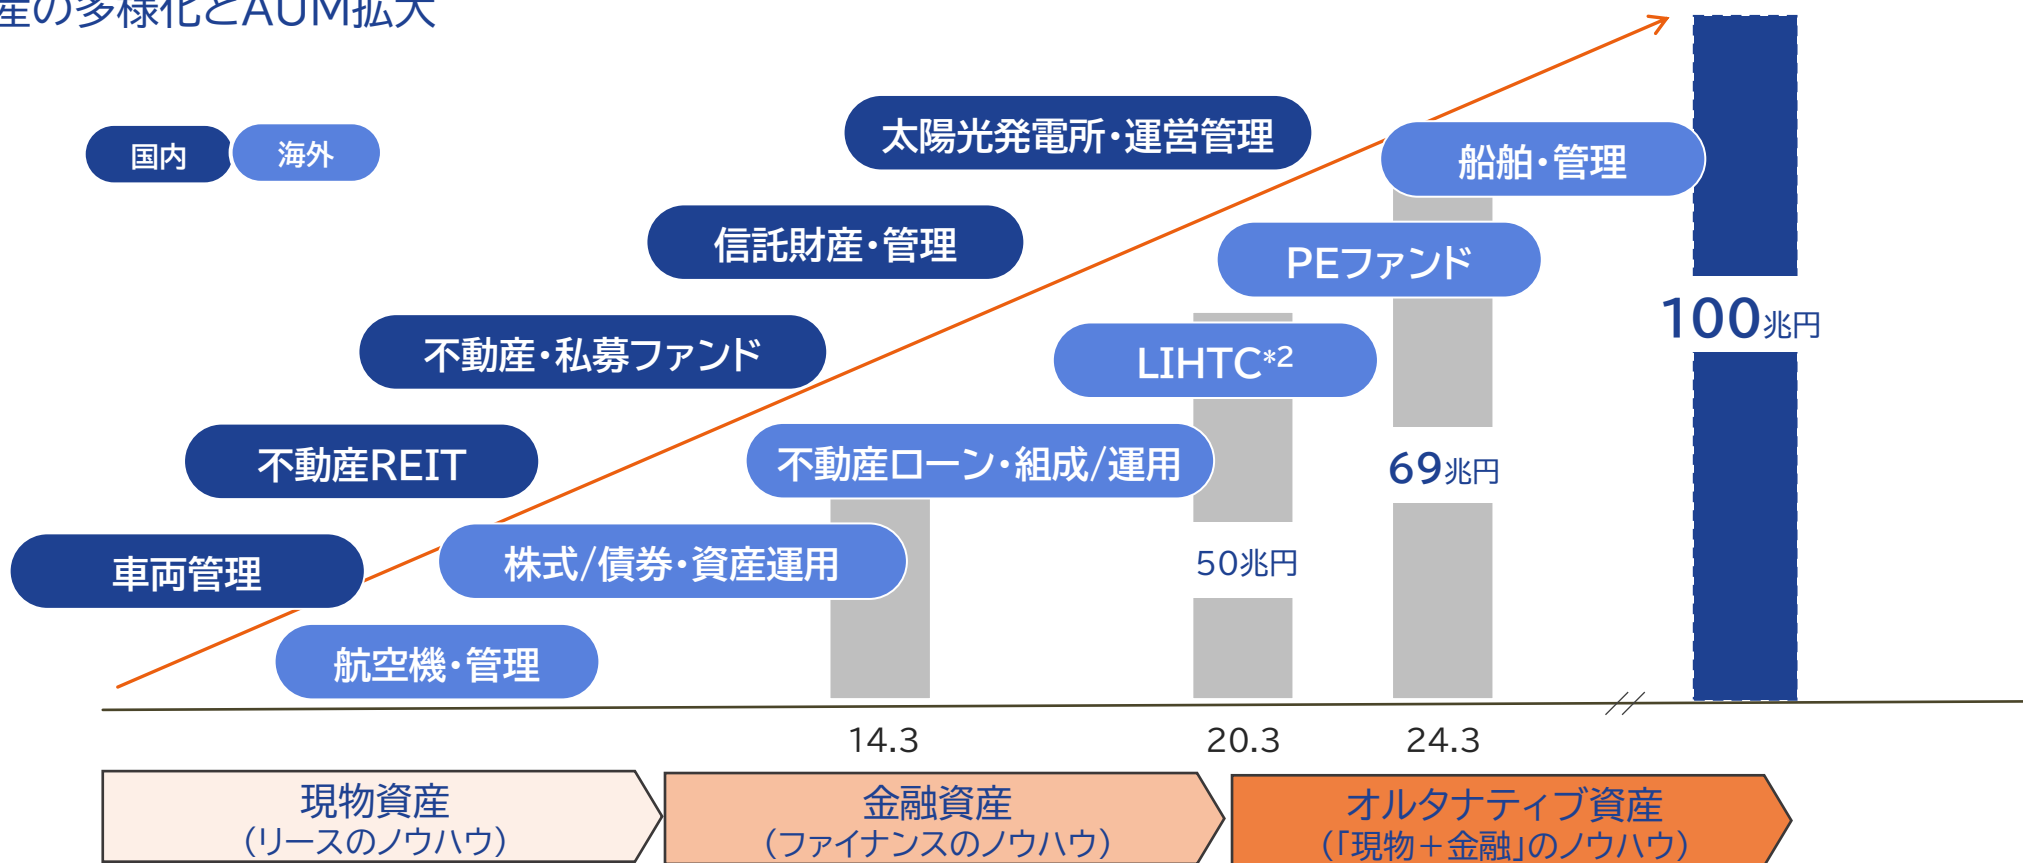 産の多様化とAUM拡大
国内
海外
太陽光発電所・運営管理
船舶・管理
信託財産・管理
PEファンド
100兆円
不動産・私募ファンド
LIHTC*2
不動産REIT
不動産ローン・組成/運用
69兆円
車両管理
株式/債券・資産運用
50兆円
航空機・管理
14.3
20.3
24.3
現物資産
（リースのノウハウ）
金融資産
（ファイナンスのノウハウ）
オルタナティブ資産
（「現物＋金融」のノウハウ）